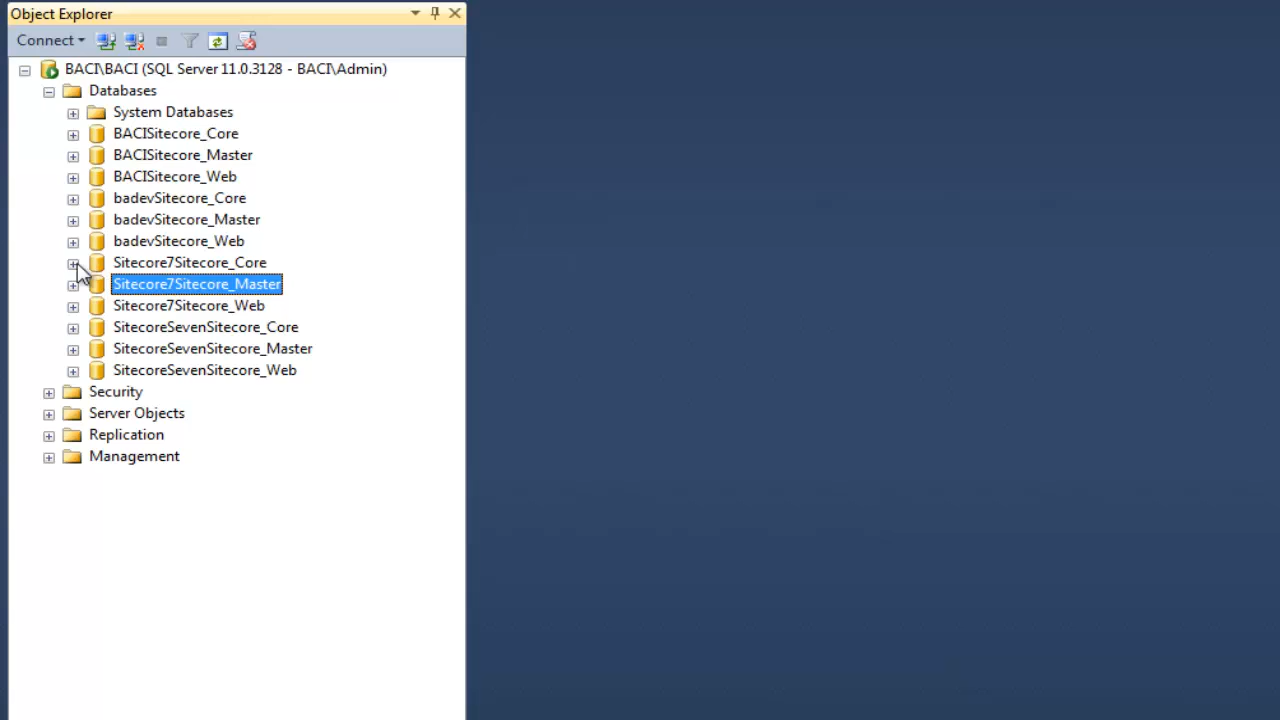 Object Explorer
Connect
BACI\BACI (SQL Server 11.0.3128 - BACI\Admin)
Databases
System Databases
BACISitecore_Core
BACISitecore_Master
BACISitecore_Web
badevSitecore_Core
badevSitecore_Master
badevSitecore_Web
Sitecore7Sitecore_Core
Sitecore7Sitecore_Master
Sitecore7Sitecore_Web
SitecoreSevenSitecore_Core
SitecoreSevenSitecore_Master
SitecoreSevenSitecore_Web
Security
Server Objects
Replication
Management